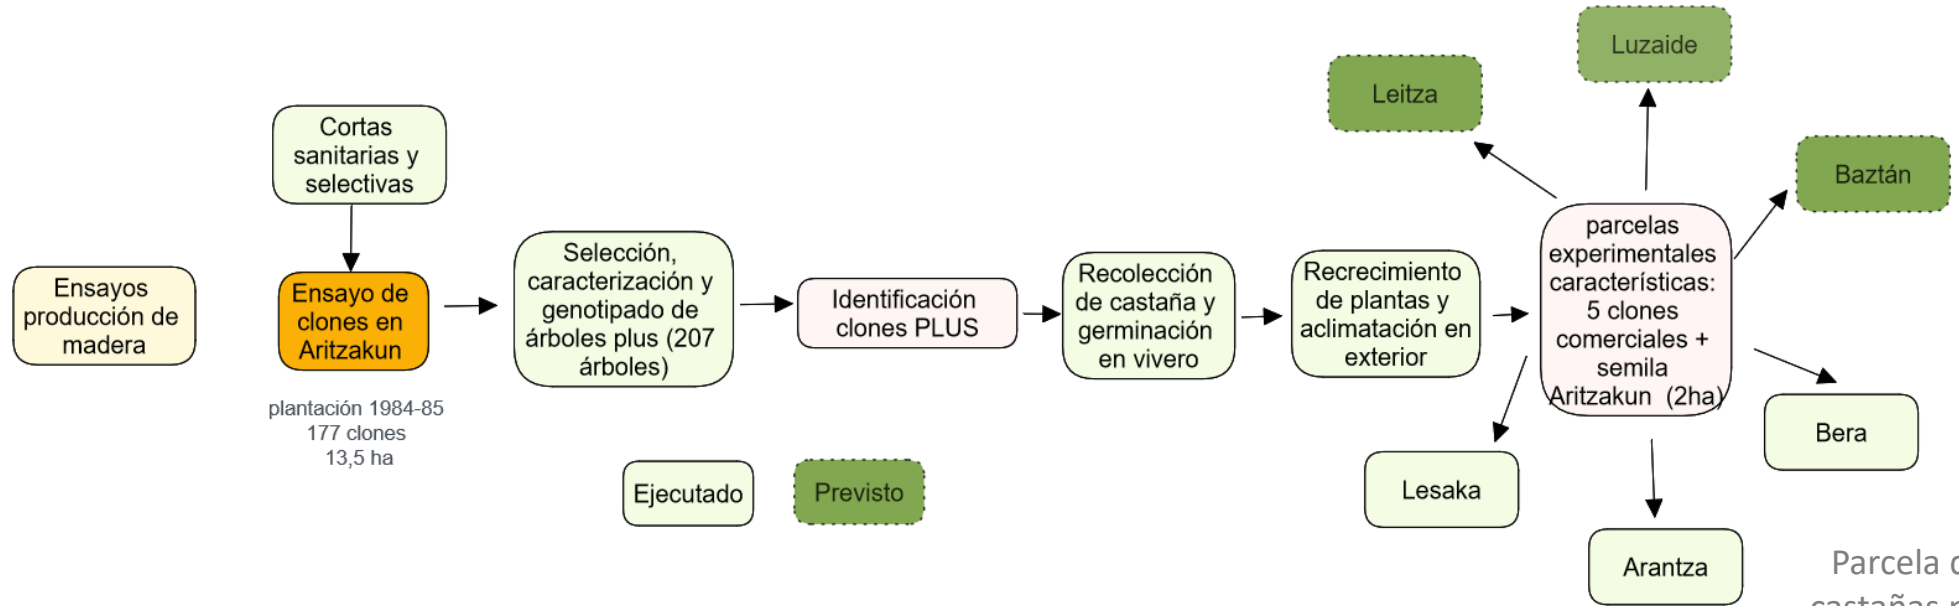 Ensayos
producción de
madera
Cortas
sanitarias y
selectivas
Ensayo de
clones en
Aritzakun
plantación 1984-85
177 clones
13,5 ha
Selección,
caracterización y
genotipado de
árboles plus (207
árboles)
Identificación
clones PLUS
Recolección
de castaña y
germinación
en vivero
Recrecimiento
de plantas y
aclimatación en
exterior
parcelas
experimentales
características:
5 clones
comerciales +
semila
Aritzakun (2ha)
Leitza
Luzaide
Baztán
Bera
Arantza
Lesaka
Ejecutado
Previsto
Parcela
castañas